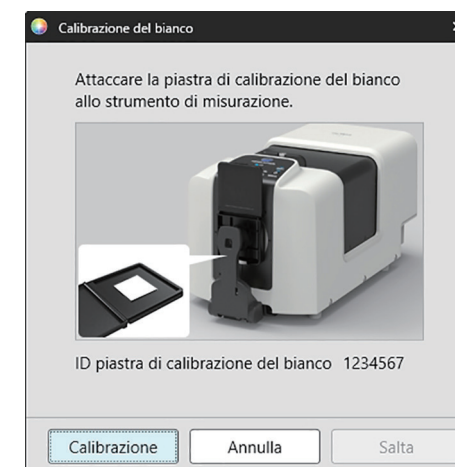 Calibrazione del bianco
Attaccare la piastra di calibrazione del bianco
allo strumento di misurazione.
ID piastra di calibrazione del bianco 1234567
Calibrazione
Annulla
Salta